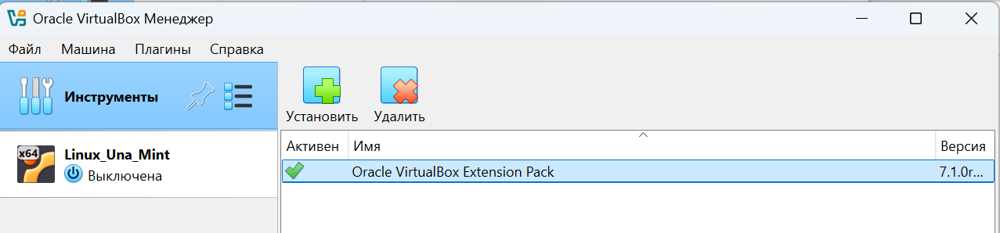 Oracle VirtualBox Менеджер
Файл Машина Плагины Справка
Инструменты
Установить Удалить
Активен Имя Версия
x64
Linux_Una_Mint
Выключена
Oracle VirtualBox Extension Pack 7.1.0r...